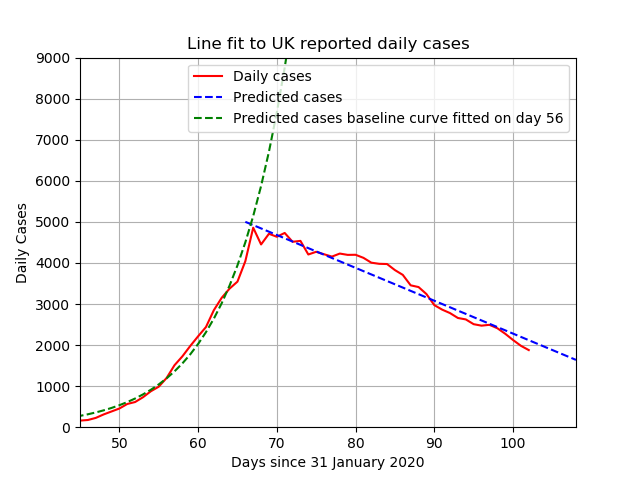 Line fit to UK reported daily cases
9000
8000
7000
6000
5000
4000
3000
2000
1000
0
Daily Cases
Daily cases
Predicted cases
Predicted cases baseline curve fitted on day 56
50 60 70 80 90 100
Days since 31 January 2020